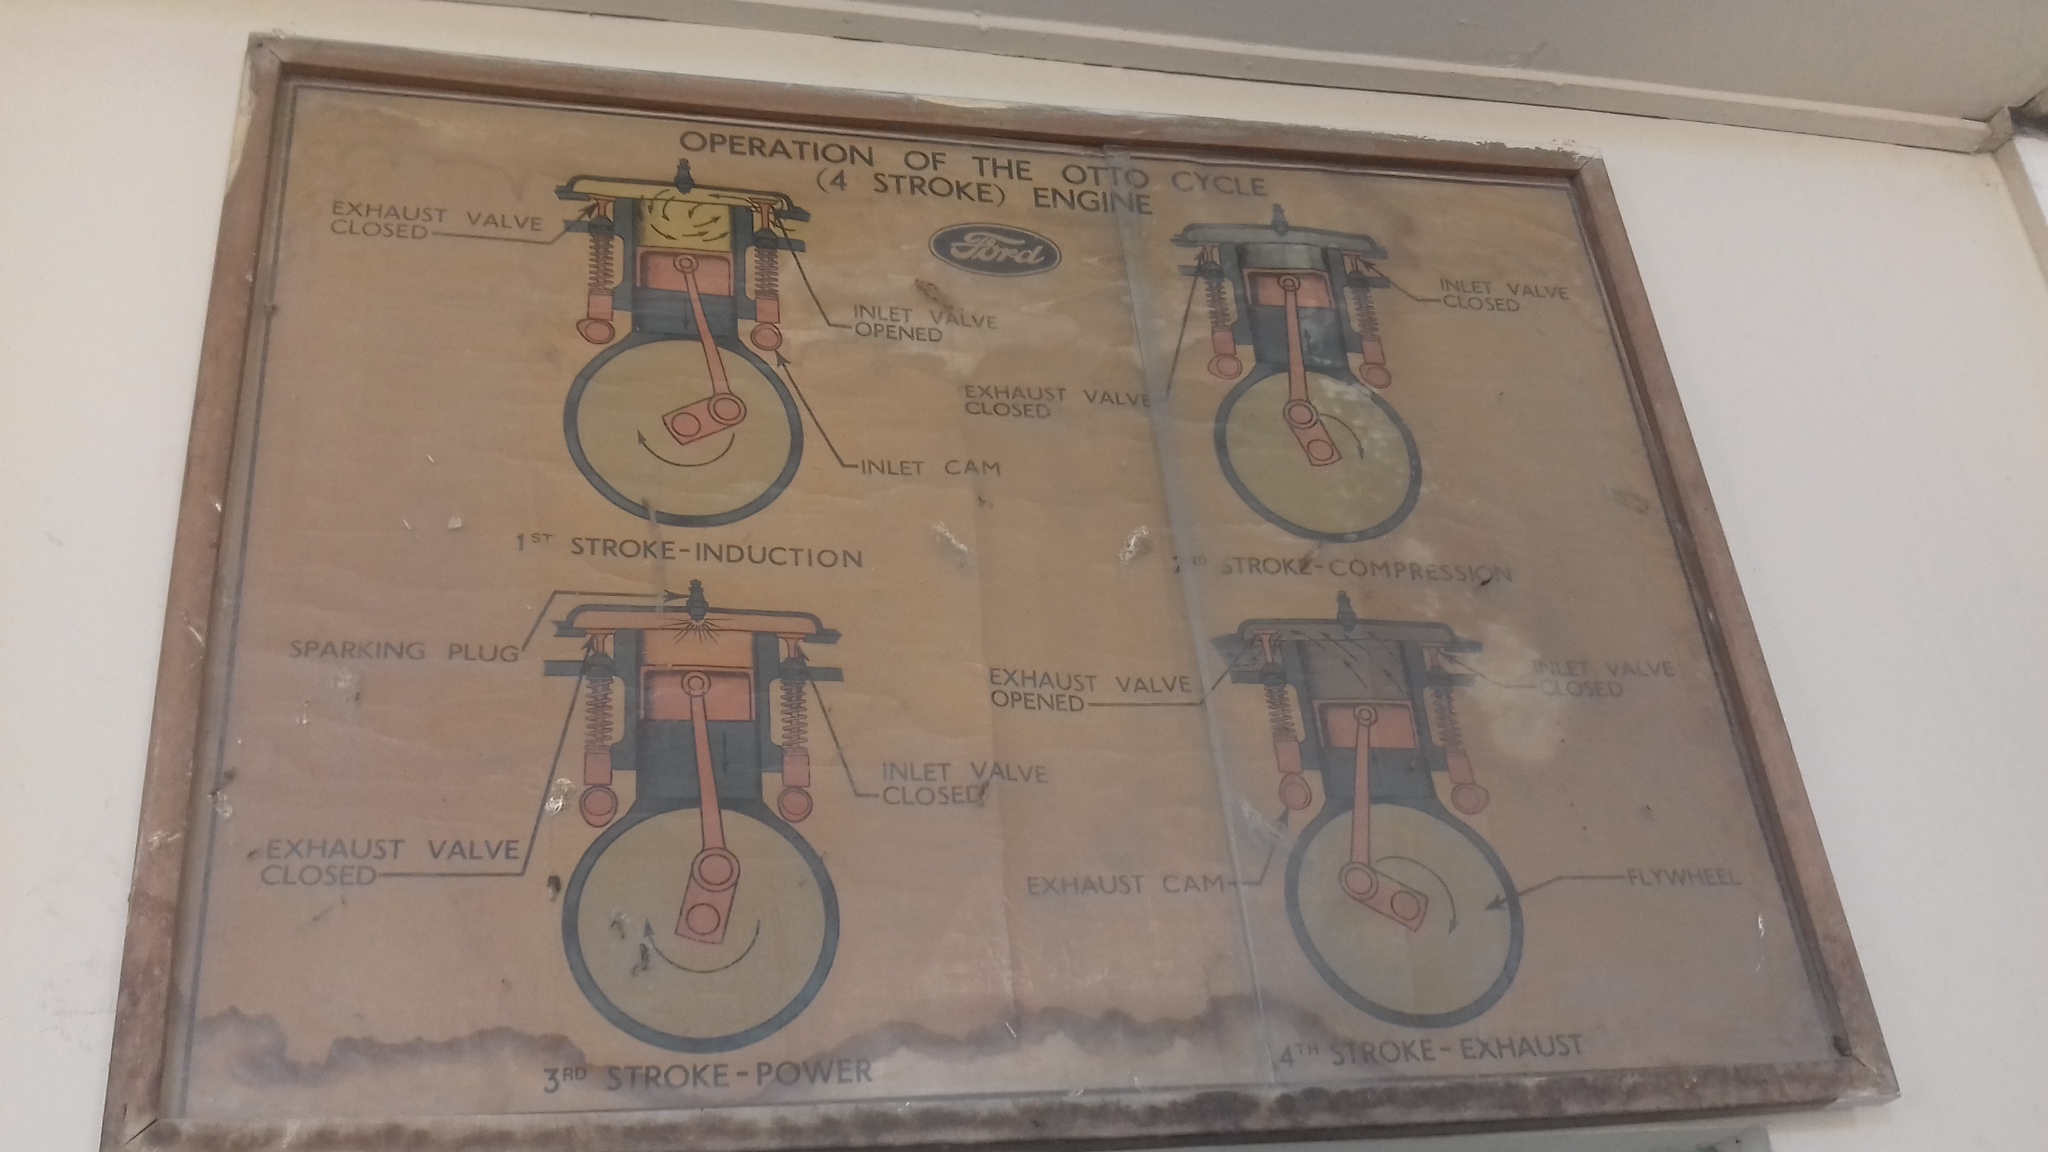 OPERATION OF THE OTTO CYCLE
(4 STROKE) ENGINE
Ford
EXHAUST VALVE
CLOSED
INLET VALVE
OPENED
INLET CAM
1ST STROKE-INDUCTION
INLET VALVE
CLOSED
EXHAUST VALVE
CLOSED
2ND STROKE-COMPRESSION
SPARKING PLUG
INLET VALVE
CLOSED
EXHAUST VALVE
CLOSED
3RD STROKE-POWER
EXHAUST VALVE
OPENED
INLET VALVE
CLOSED
EXHAUST CAM
FLYWHEEL
4TH STROKE-EXHAUST